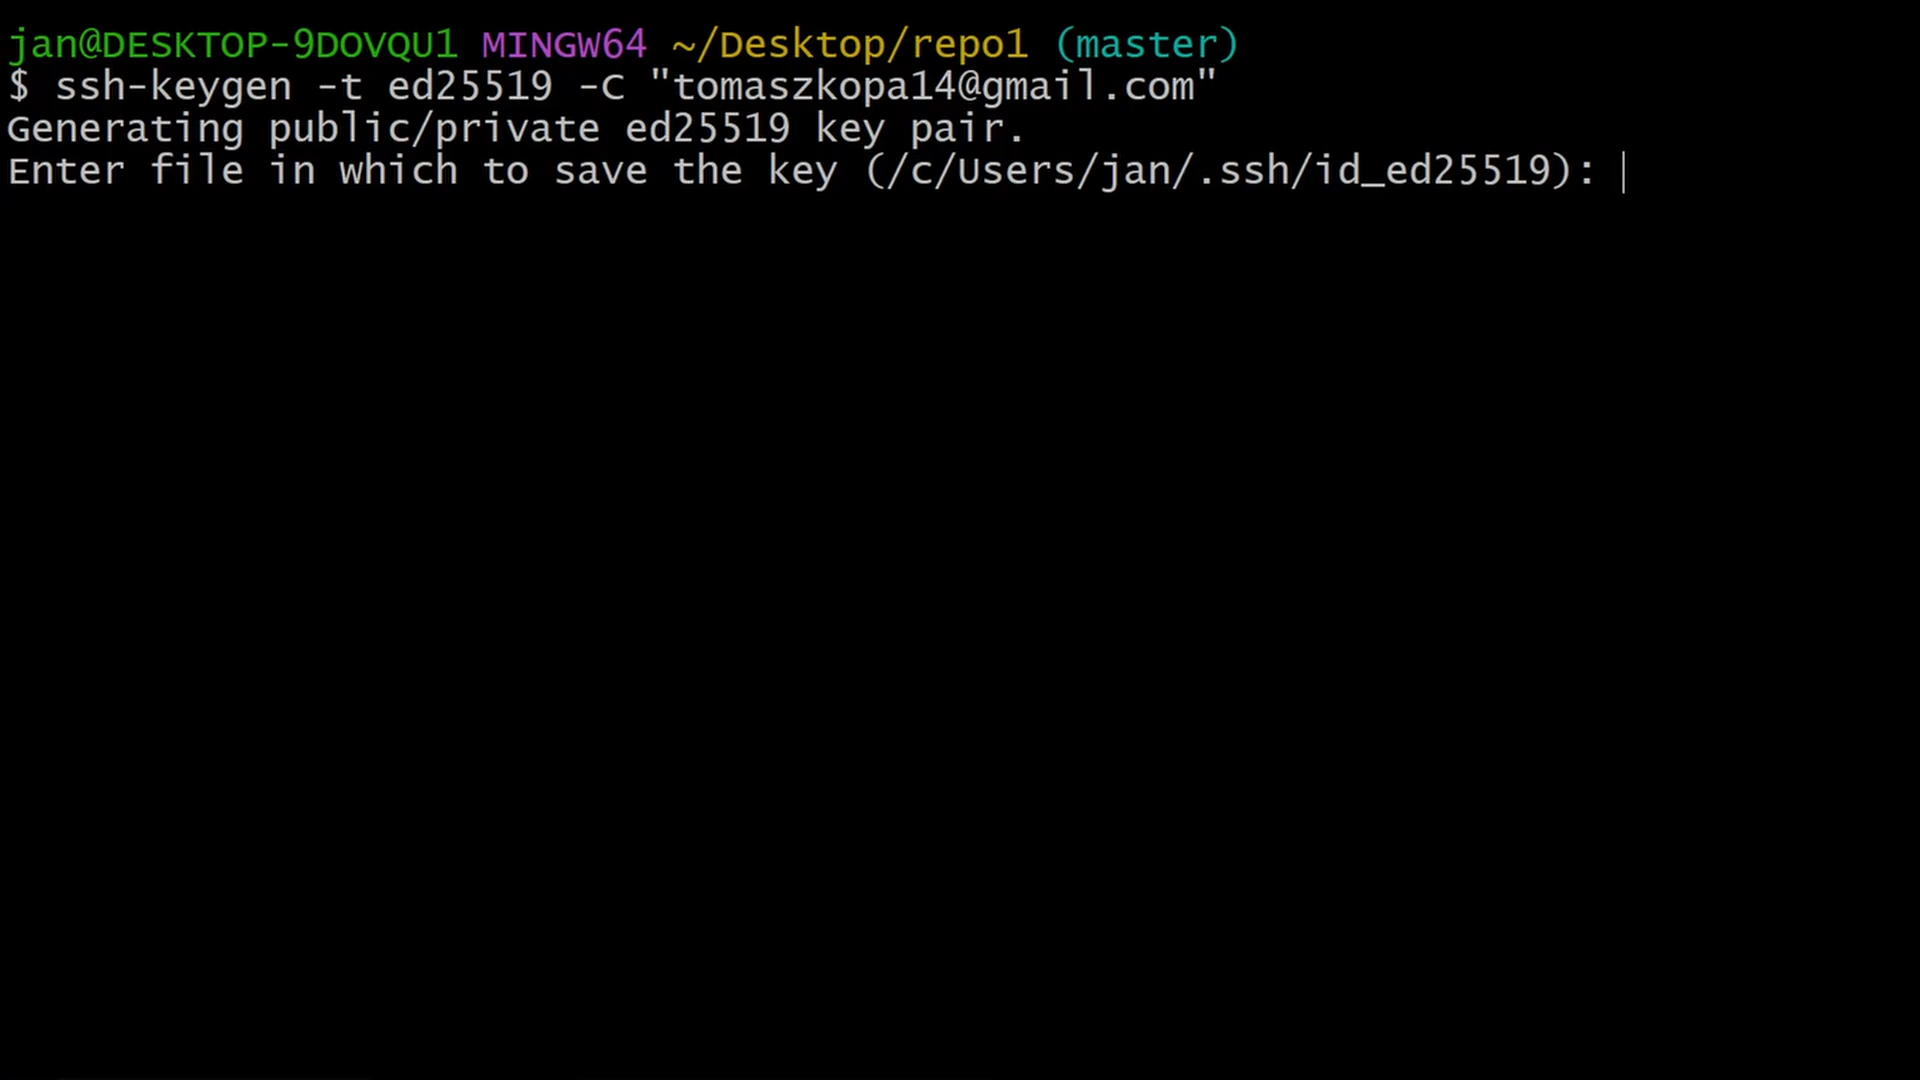 jan@DESKTOP-9DOVQU1 MINGW64 ~/Desktop/repo1 (master)
$ ssh-keygen -t ed25519 -C "tomaszkopa14@gmail.com"
Generating public/private ed25519 key pair.
Enter file in which to save the key (/c/Users/jan/.ssh/id_ed25519):